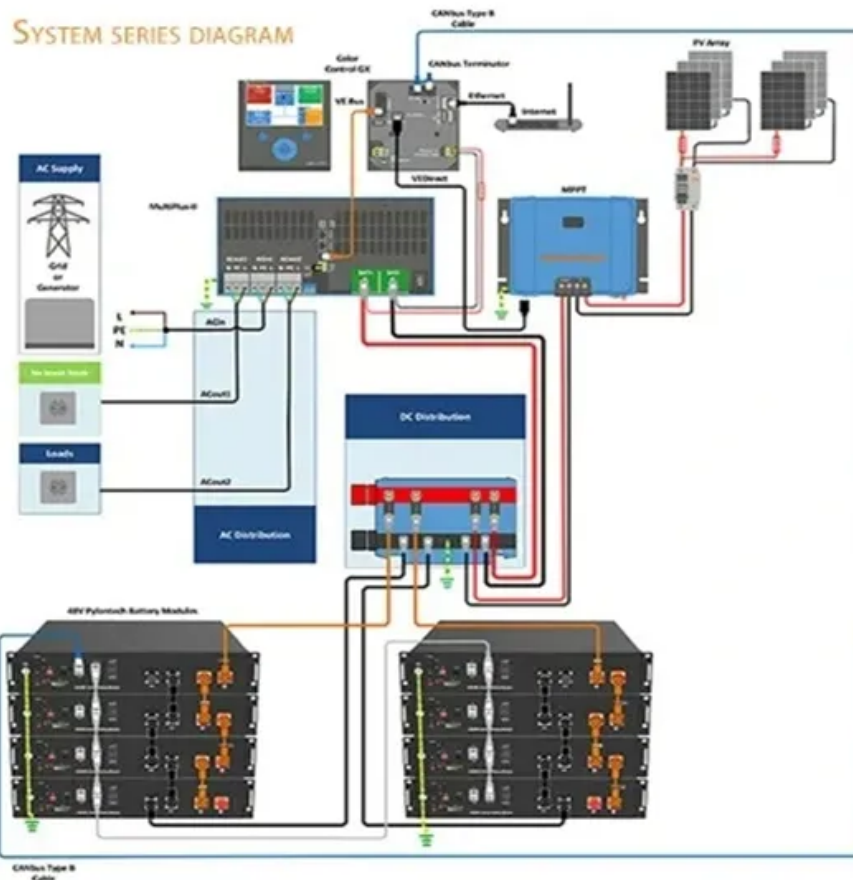 SYSTEM SERIES DIAGRAM
CANbus Type B
Cable
Color
Control GX
CANbus Terminator
PV Array
VE Bus
Ethernet
Internet
AC Supply
VE.Direct
MPPT
MultiPlus-II
Grid
or
Generator
L
PE
N
ACin
ACout1
DC Distribution
Loads
ACout2
AC Distribution
48V Pylontech Battery Modules
CANbus Type B
Cable